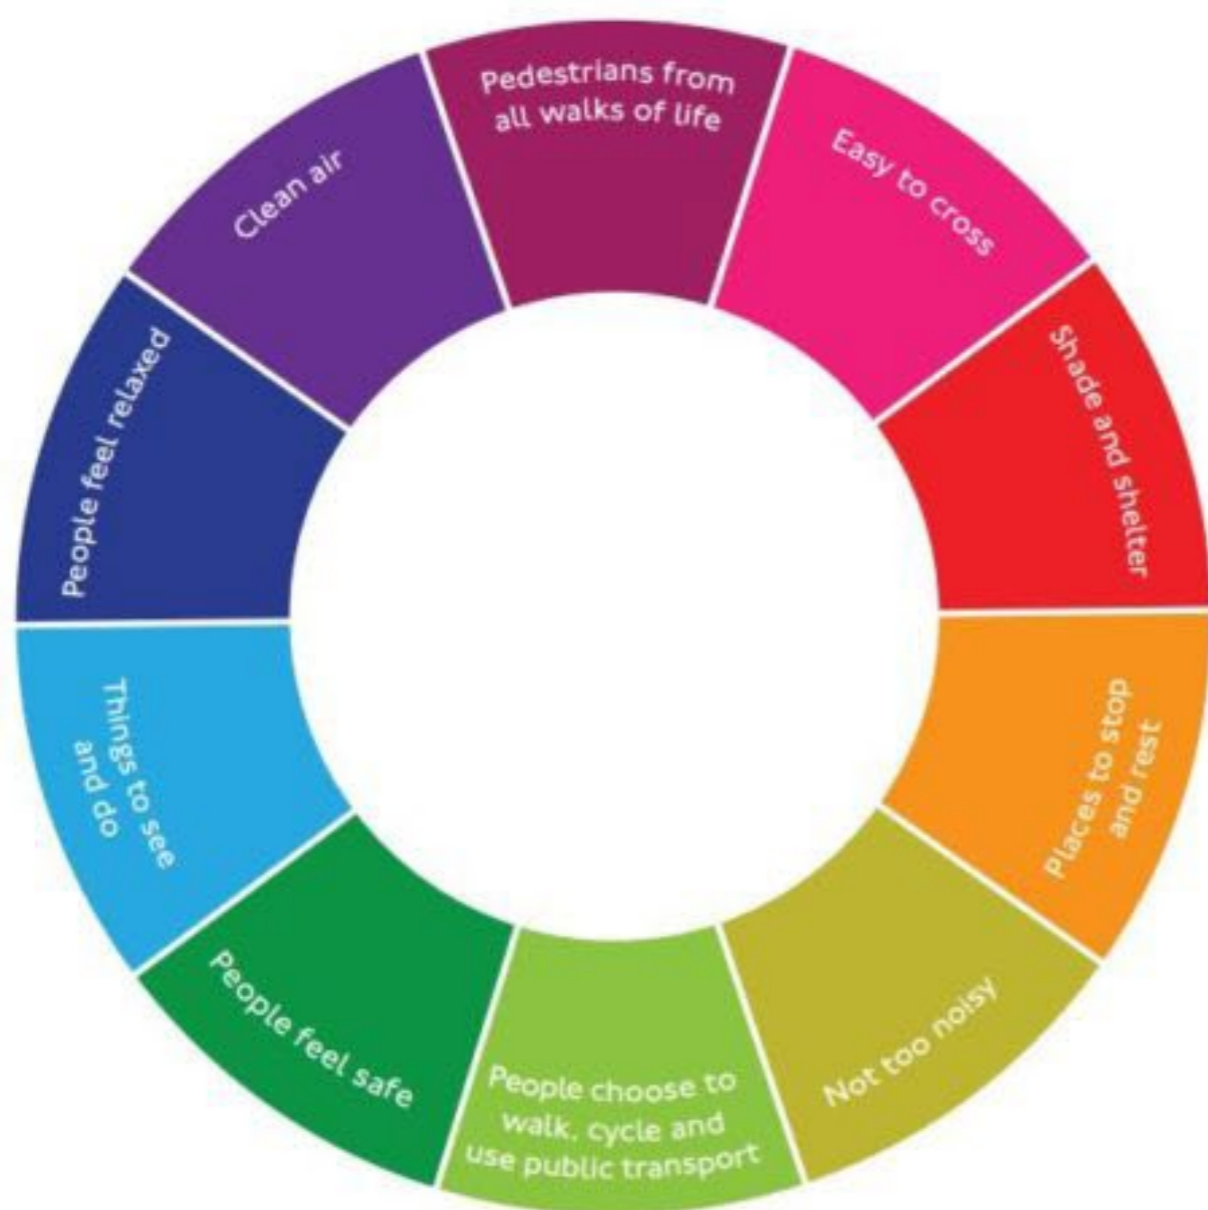 Pedestrians from
all walks of life
Easy to cross
Shade and shelter
Places to stop
and rest
Not too noisy
People choose to
walk, cycle and
use public transport
People feel safe
Things to see
and do
People feel relaxed
Clean air